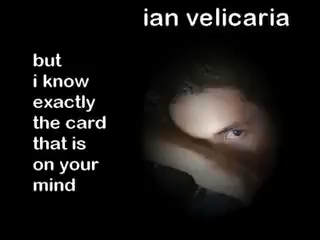 ian velicaria
but
i know
exactly
the card
that is
on your
mind